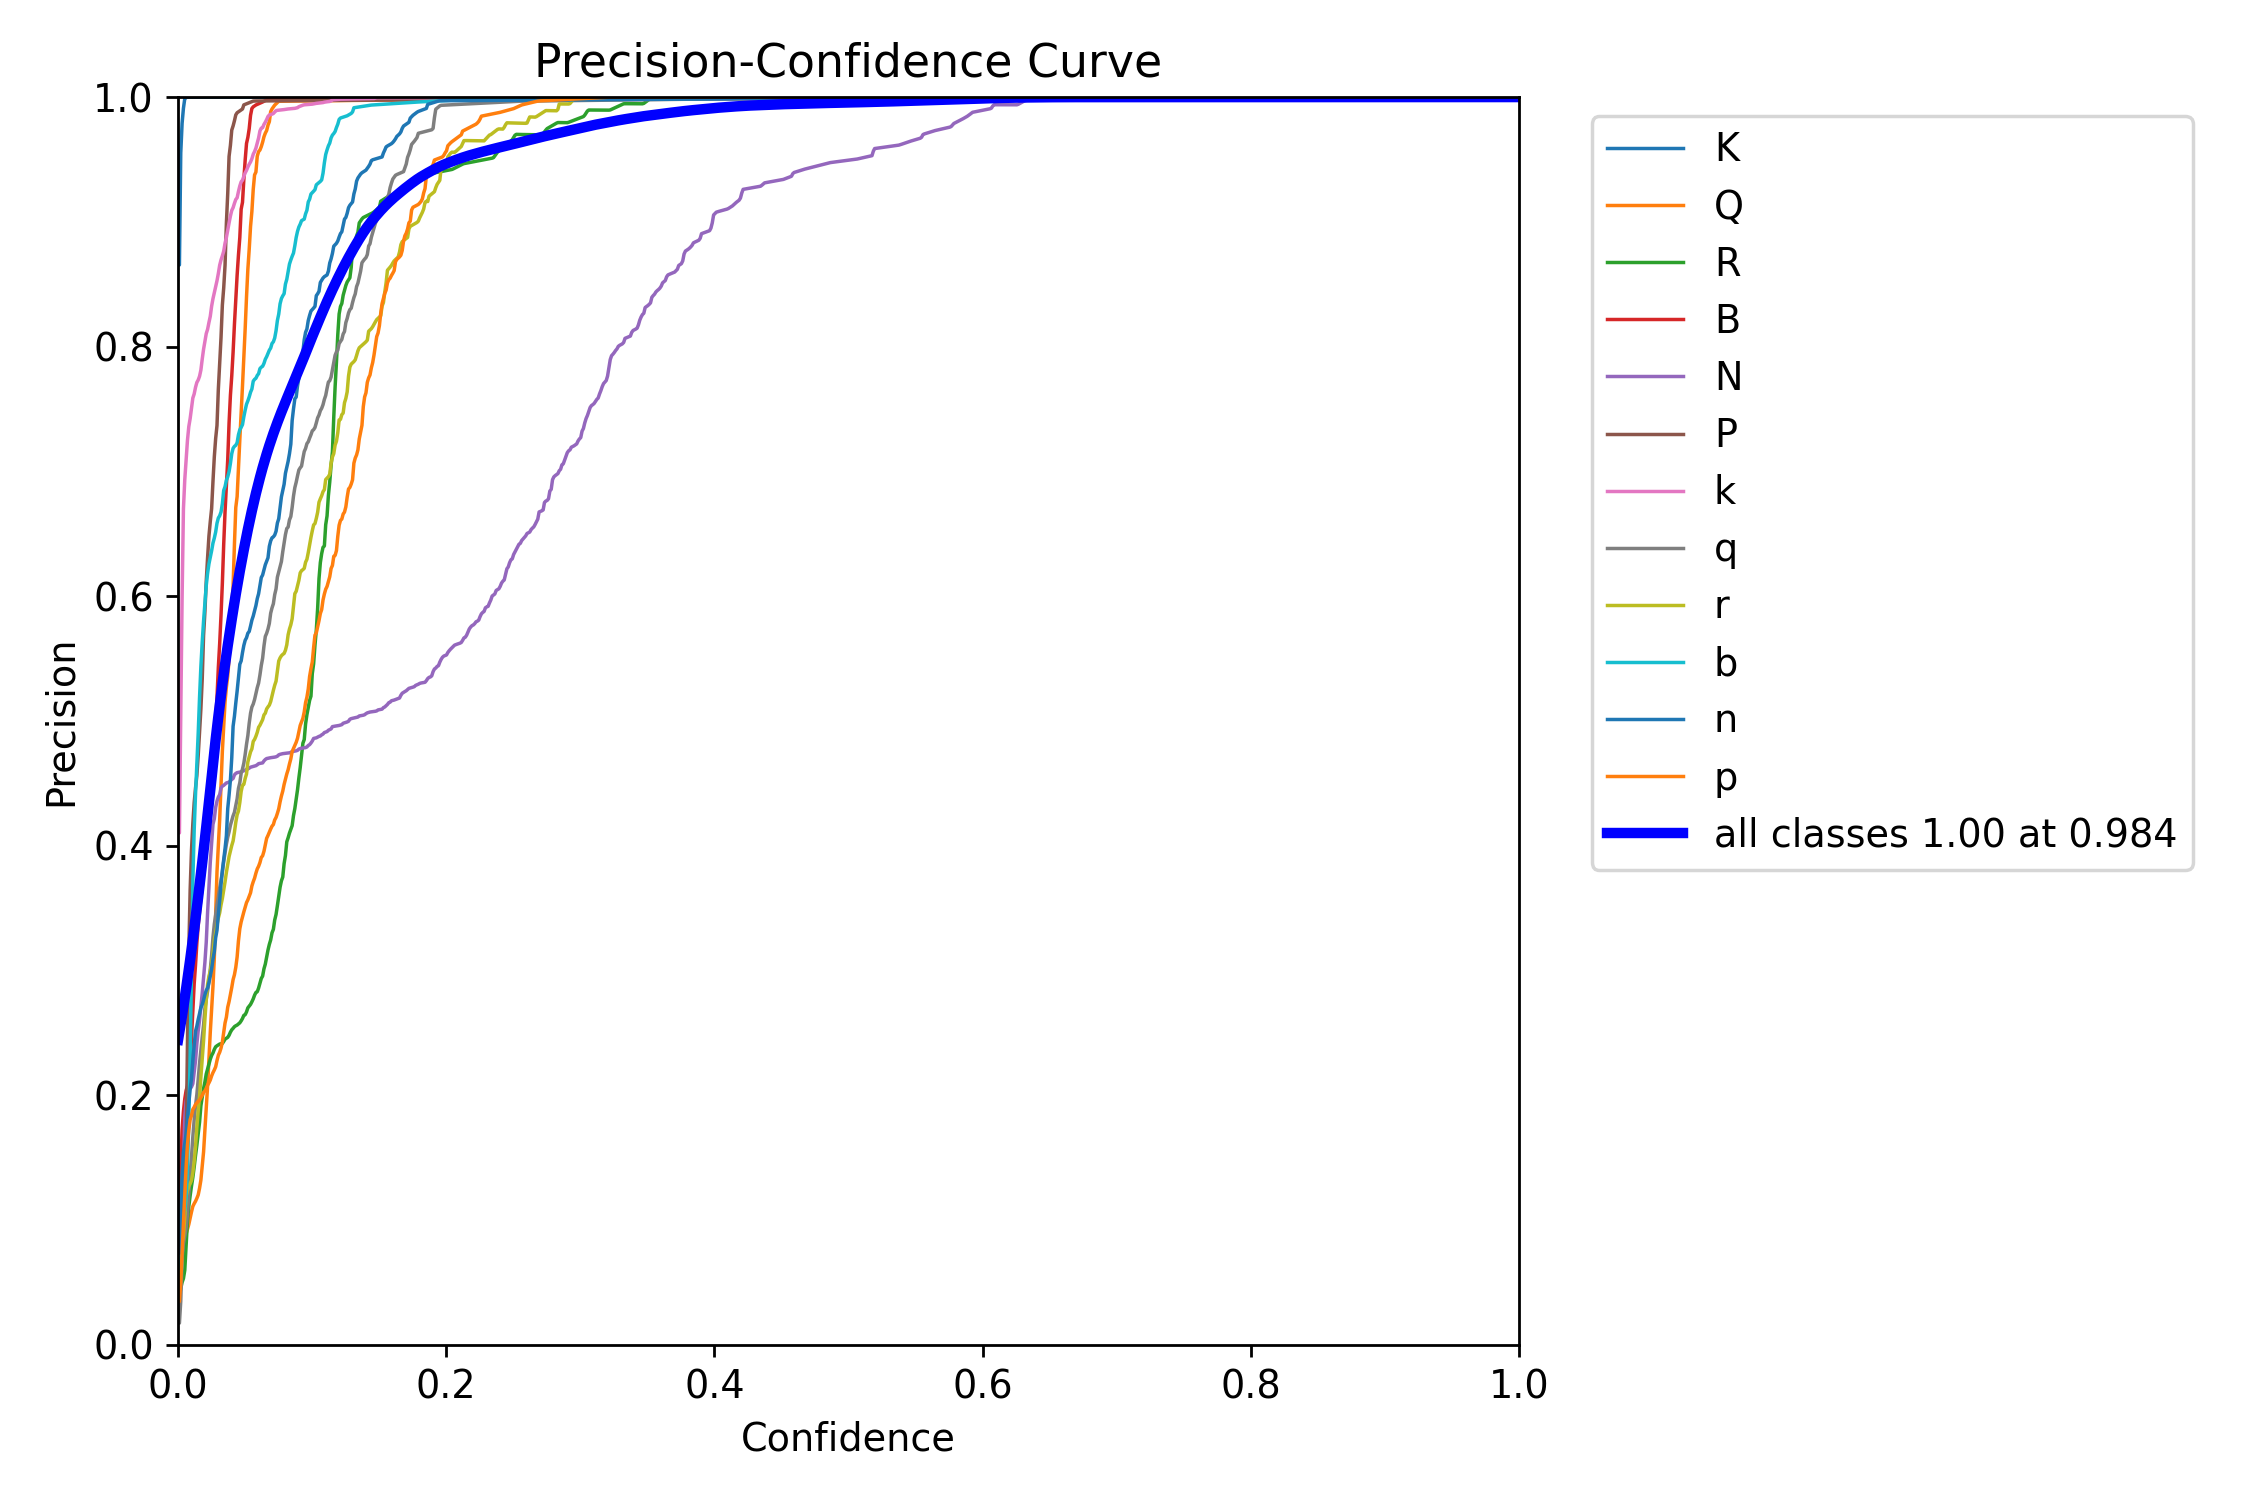 Precision-Confidence Curve
1.0
0.8
0.6
0.4
0.2
0.0
Precision
0.0 0.2 0.4 0.6 0.8 1.0
Confidence
K
Q
R
B
N
P
k
q
r
b
n
p
all classes 1.00 at 0.984